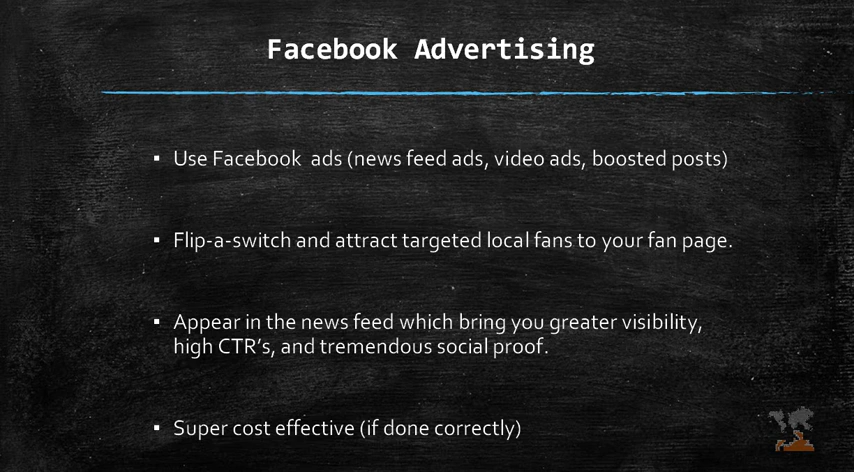 Facebook Advertising
▪ Use Facebook  ads (news feed ads, video ads, boosted posts)
▪ Flip-a-switch and attract targeted local fans to your fan page.
▪ Appear in the news feed which bring you greater visibility,
high CTR’s, and tremendous social proof.
▪ Super cost effective (if done correctly)